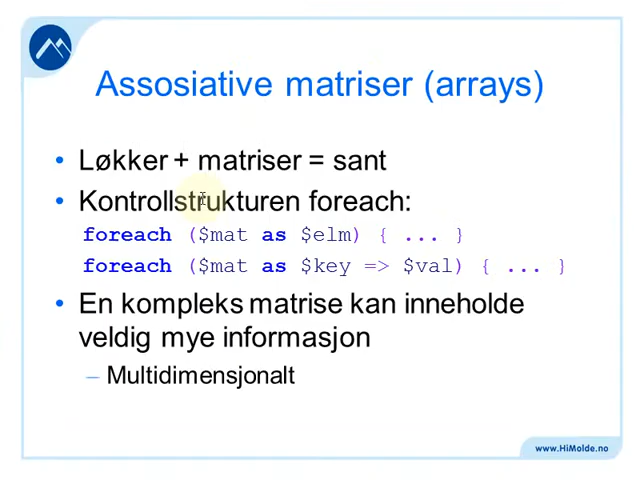 Assosiative matriser (arrays)
• Løkker + matriser = sant
• Kontrollstrukturen foreach:
foreach ($mat as $elm) { ... }
foreach ($mat as $key => $val) { ... }
• En kompleks matrise kan inneholde
veldig mye informasjon
– Multidimensjonalt
www.HiMolde.no